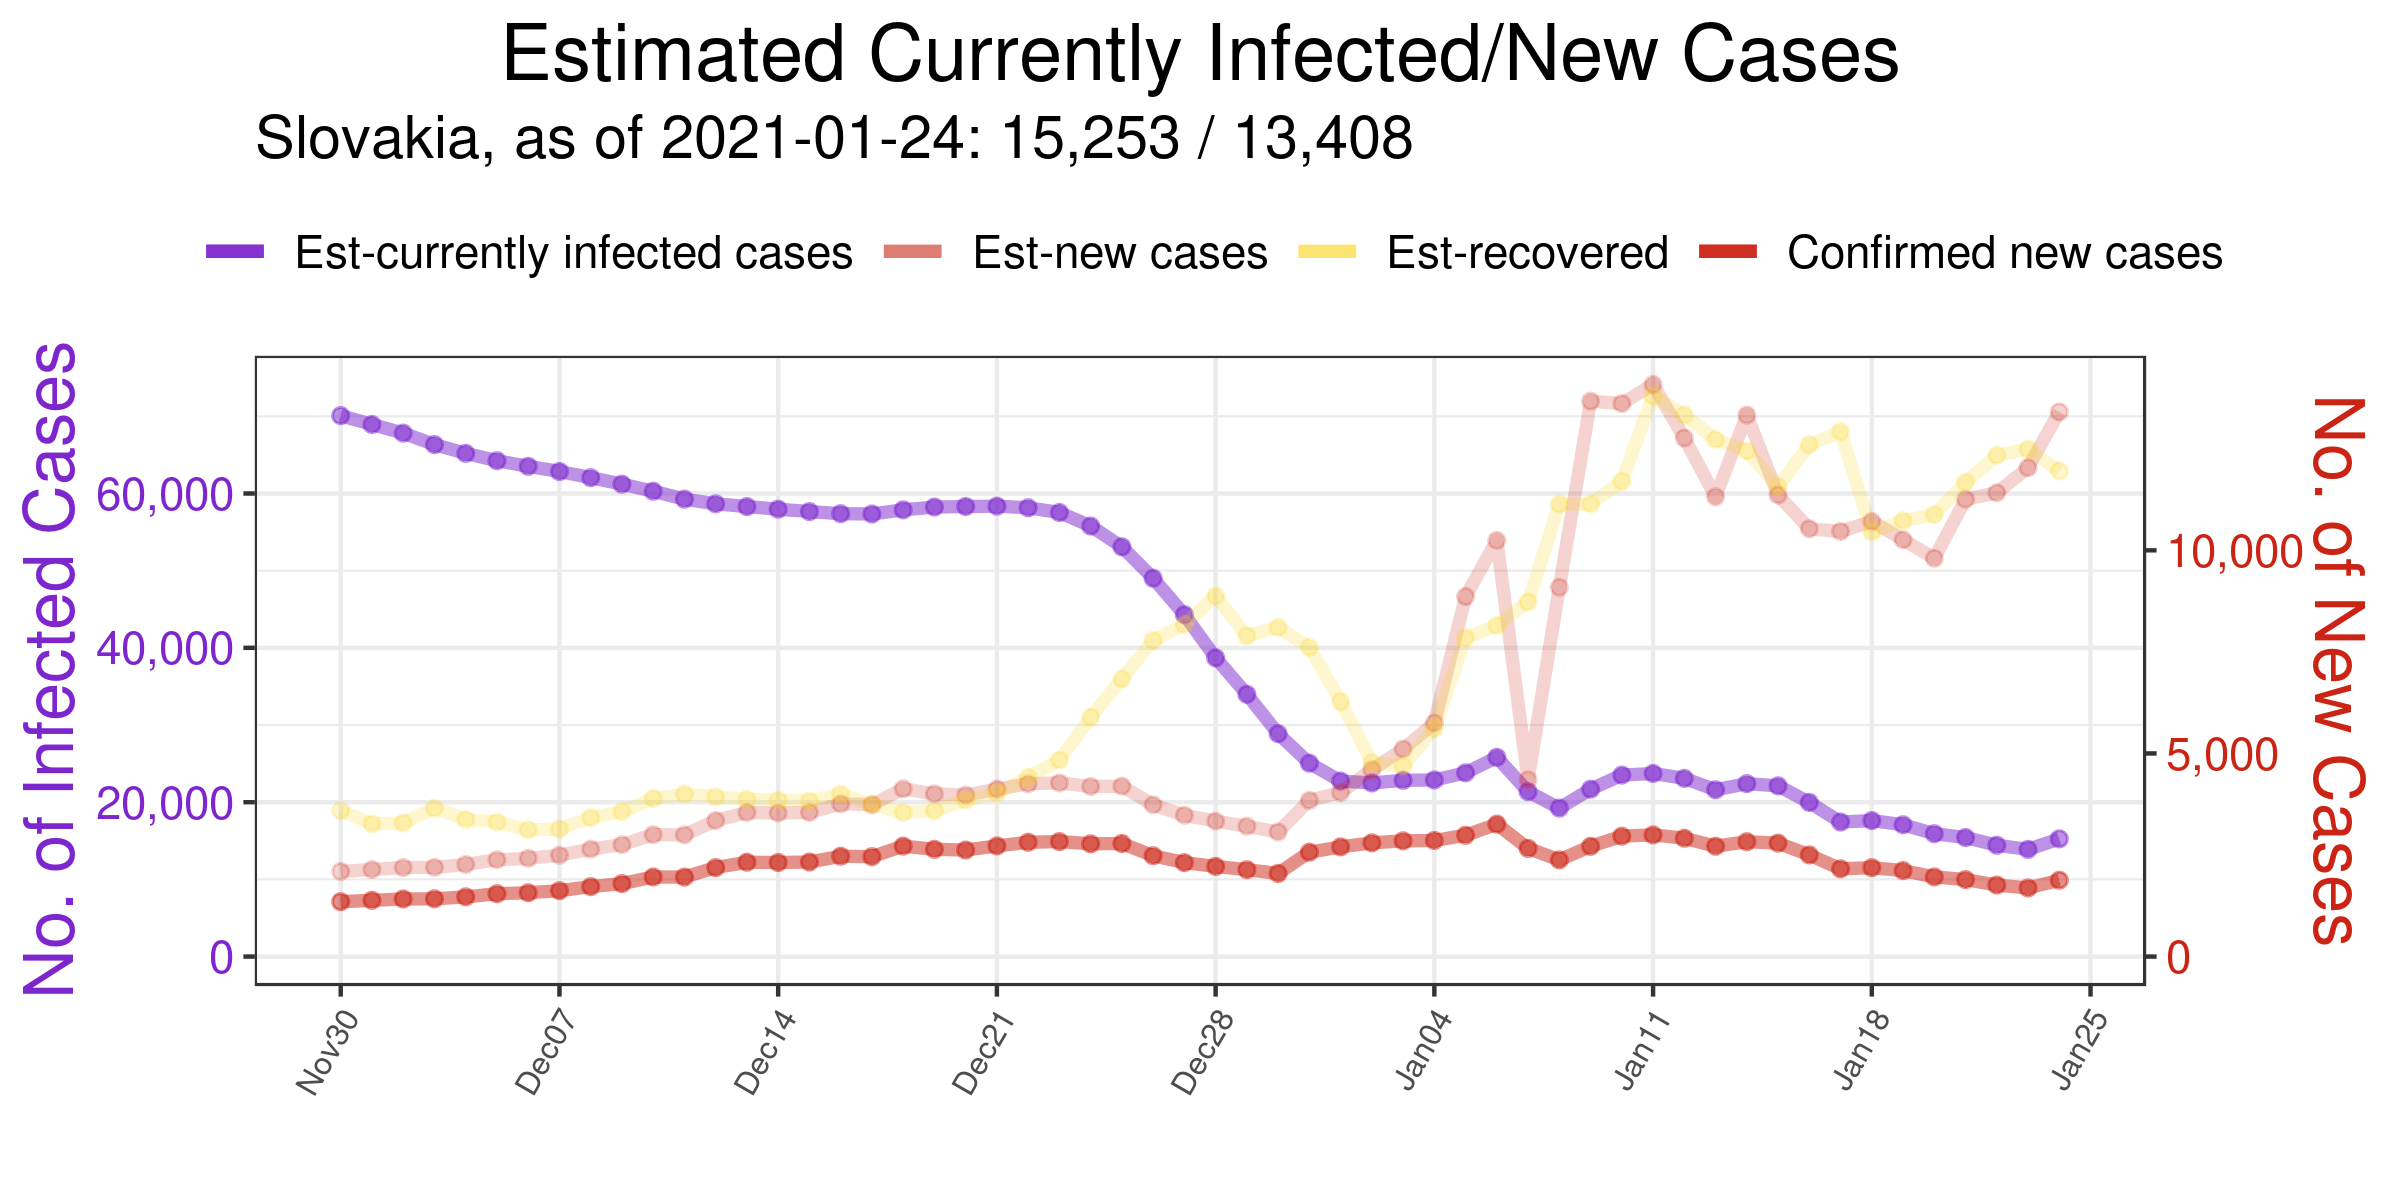 Estimated Currently Infected/New Cases
Slovakia, as of 2021-01-24: 15,253 / 13,408
Est-currently infected cases Est-new cases Est-recovered Confirmed new cases
No. of Infected Cases
60,000
40,000
20,000
0
10,000
5,000
0
No. of New Cases
Nov30 Dec07 Dec14 Dec21 Dec28 Jan04 Jan11 Jan18 Jan25